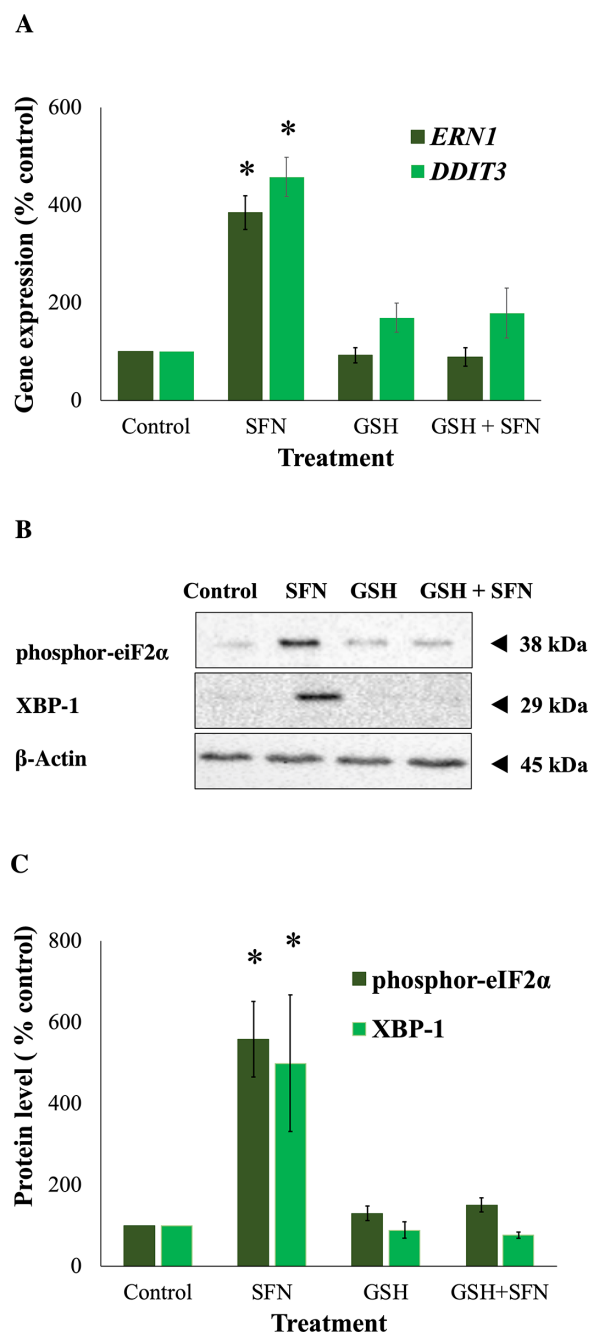 A
600
400
200
0
Gene expression (% control)
*
*
ERN1
DDIT3
Control SFN GSH GSH + SFN
Treatment
B
Control SFN GSH GSH + SFN
phosphor-eiF2α
◄ 38 kDa
XBP-1
◄ 29 kDa
β-Actin
◄ 45 kDa
C
800
600
400
200
0
Protein level ( % control)
*
*
phosphor-eIF2α
XBP-1
Control SFN GSH GSH+SFN
Treatment